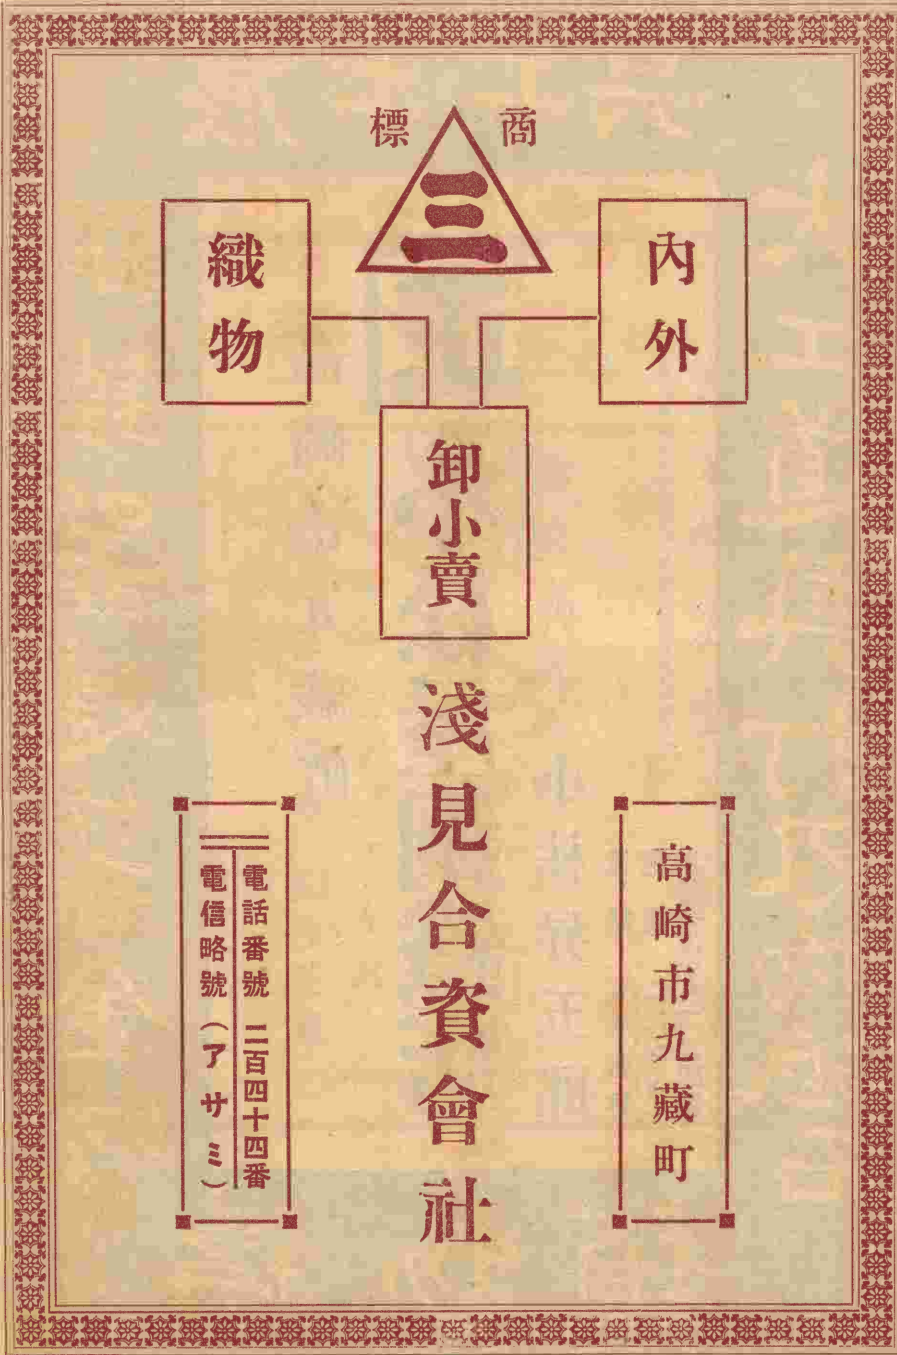 商標
三
內外
織物
卸小賣
高崎市九藏町
淺見合資會社
電話番號 二百四十四番
電信略號（アサミ）